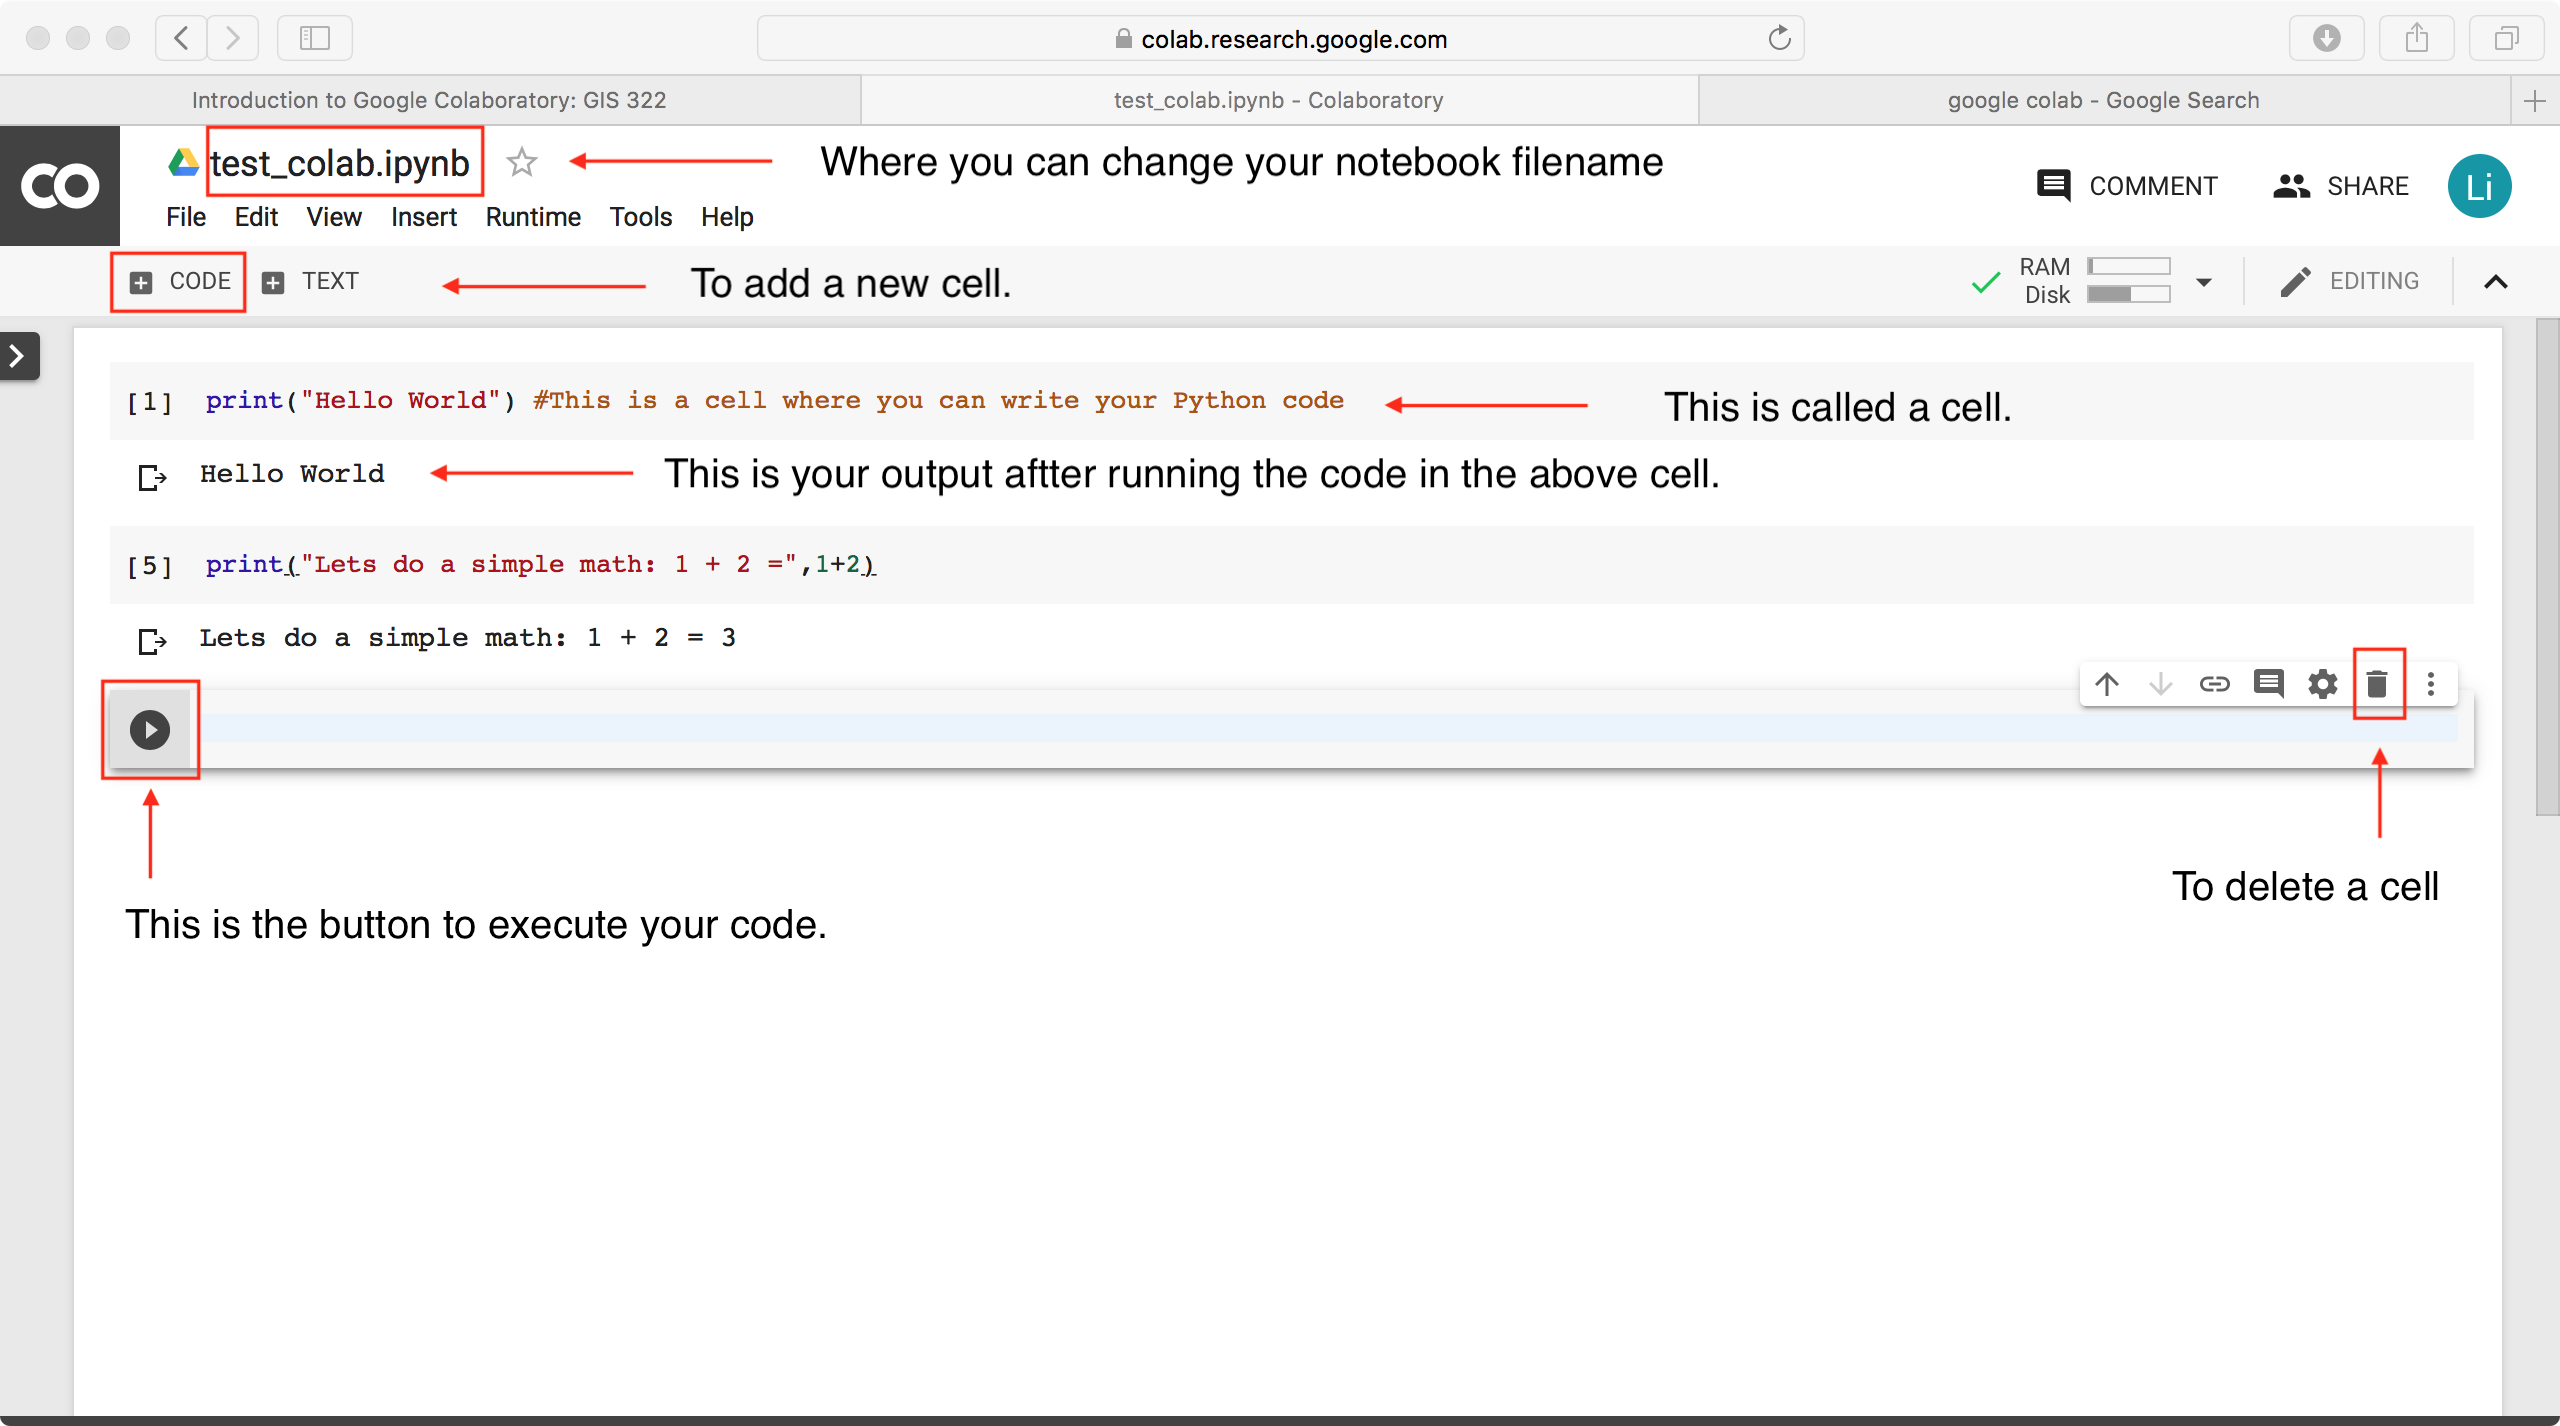 colab.research.google.com
Introduction to Google Colaboratory: GIS 322
test_colab.ipynb - Colaboratory
google colab - Google Search
CO
test_colab.ipynb
Where you can change your notebook filename
COMMENT
SHARE
Li
File Edit View Insert Runtime Tools Help
CODE
TEXT
To add a new cell.
RAM
Disk
EDITING
[1] print("Hello World") #This is a cell where you can write your Python code
This is called a cell.
Hello World
This is your output aftter running the code in the above cell.
[5] print("Lets do a simple math: 1 + 2 =",1+2)
Lets do a simple math: 1 + 2 = 3
To delete a cell
This is the button to execute your code.